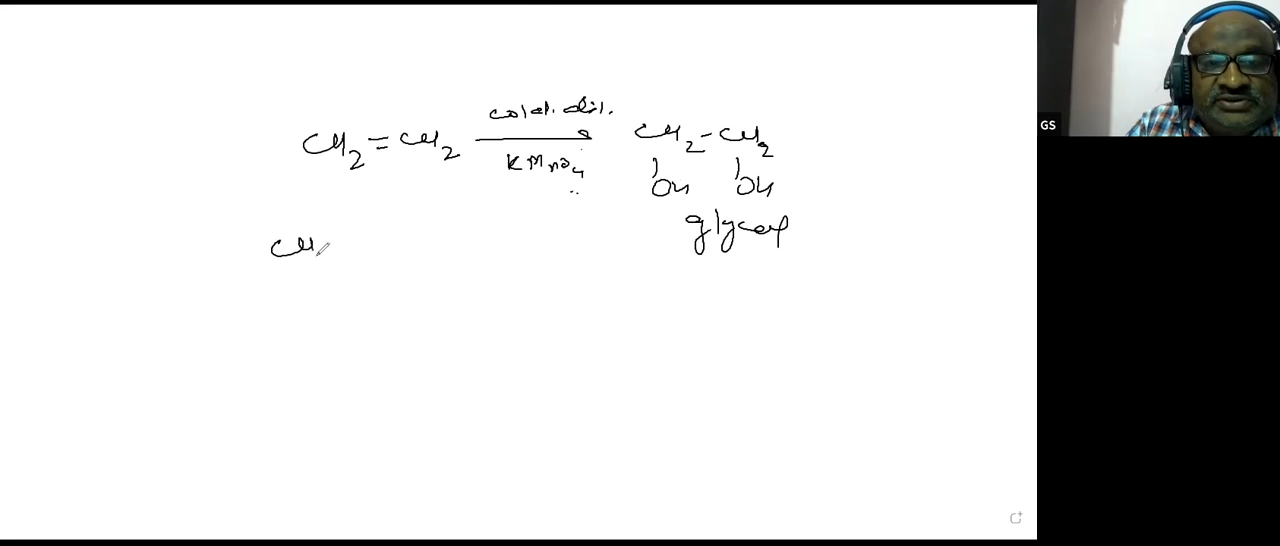 cold. dil.
CH2=CH2 → CH2-CH2
KMnO4
OH OH
glycol
CH
GS